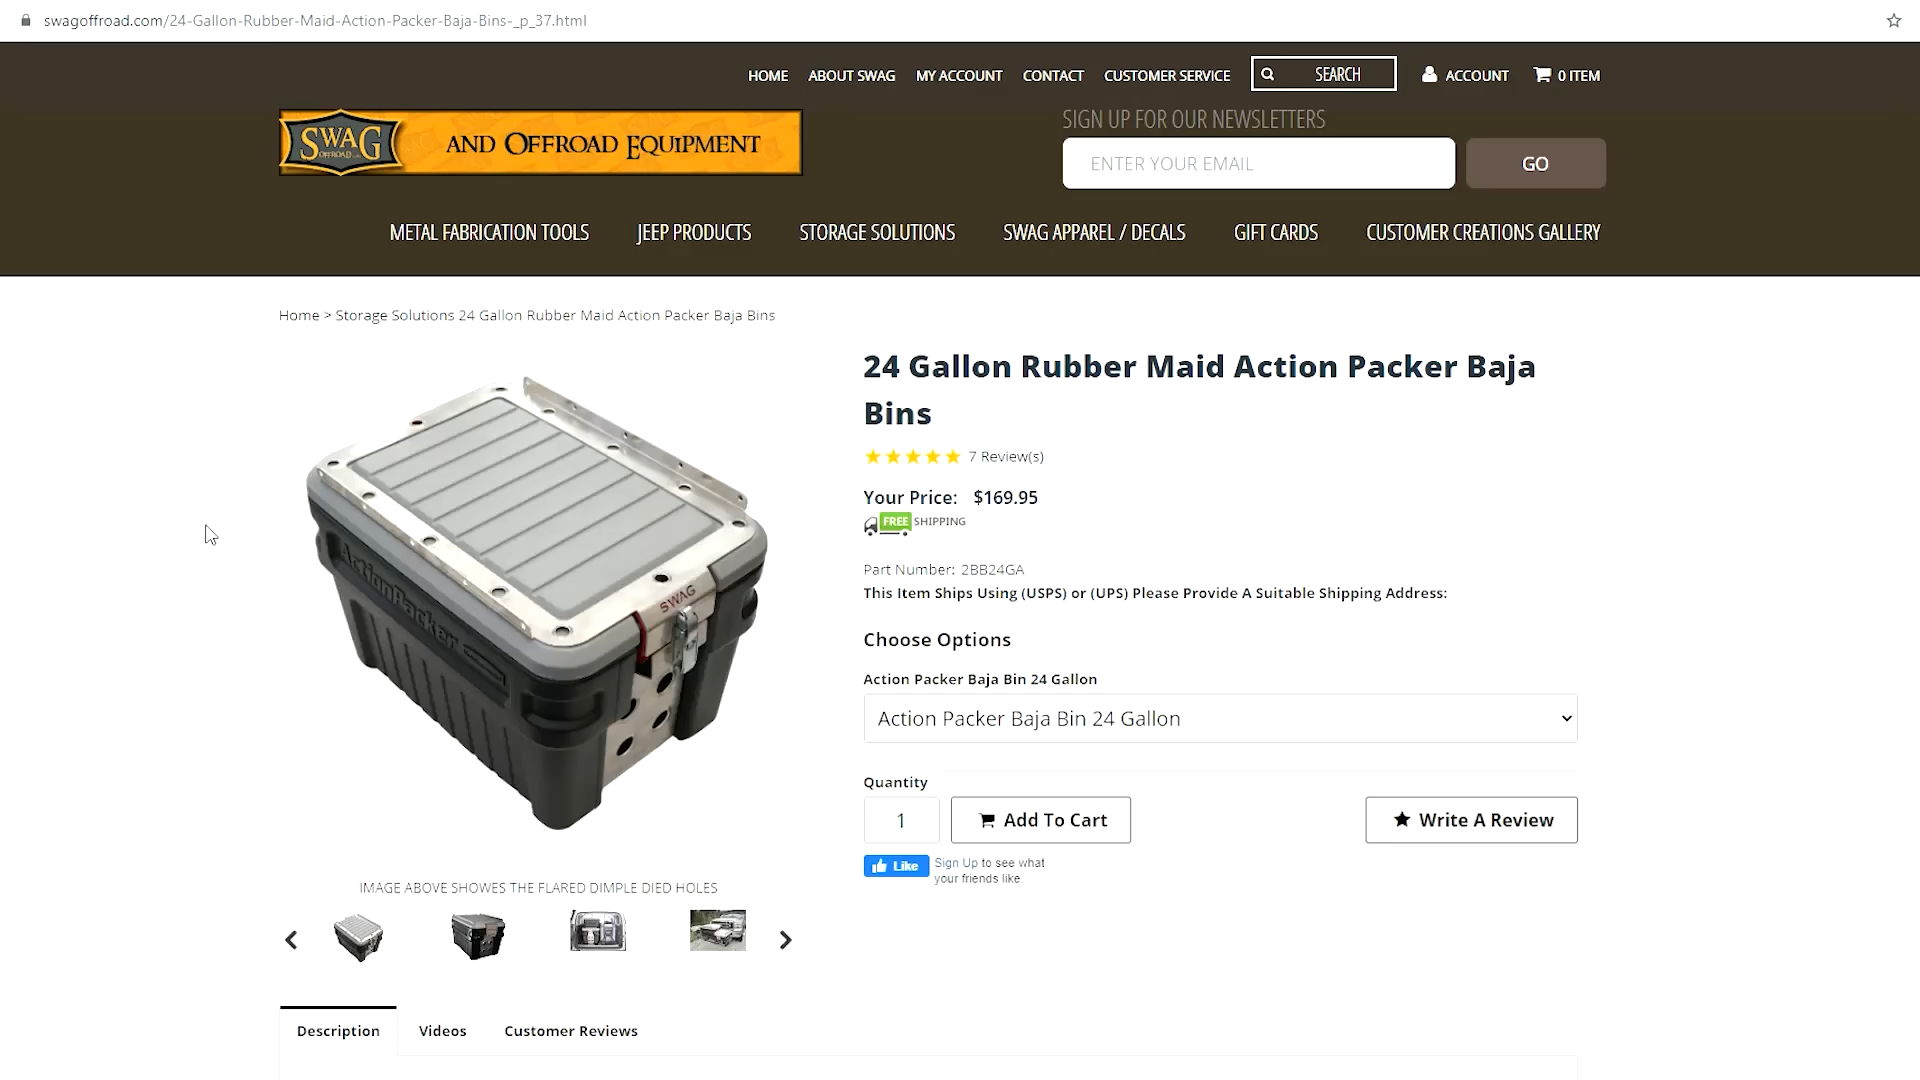 swagoffroad.com/24-Gallon-Rubber-Maid-Action-Packer-Baja-Bins-_p_37.html
HOME ABOUT SWAG MY ACCOUNT CONTACT CUSTOMER SERVICE SEARCH ACCOUNT 0 ITEM
SWAG AND OFFROAD EQUIPMENT
OFFROAD
SIGN UP FOR OUR NEWSLETTERS
ENTER YOUR EMAIL GO
METAL FABRICATION TOOLS JEEP PRODUCTS STORAGE SOLUTIONS SWAG APPAREL / DECALS GIFT CARDS CUSTOMER CREATIONS GALLERY
Home > Storage Solutions 24 Gallon Rubber Maid Action Packer Baja Bins
ActionPacker
SWAG
IMAGE ABOVE SHOWES THE FLARED DIMPLE DIED HOLES
24 Gallon Rubber Maid Action Packer Baja
Bins
7 Review(s)
Your Price: $169.95
FREE SHIPPING
Part Number: 2BB24GA
This Item Ships Using (USPS) or (UPS) Please Provide A Suitable Shipping Address:
Choose Options
Action Packer Baja Bin 24 Gallon
Action Packer Baja Bin 24 Gallon
Quantity
1 Add To Cart Write A Review
Like Sign Up to see what
your friends like.
Description Videos Customer Reviews